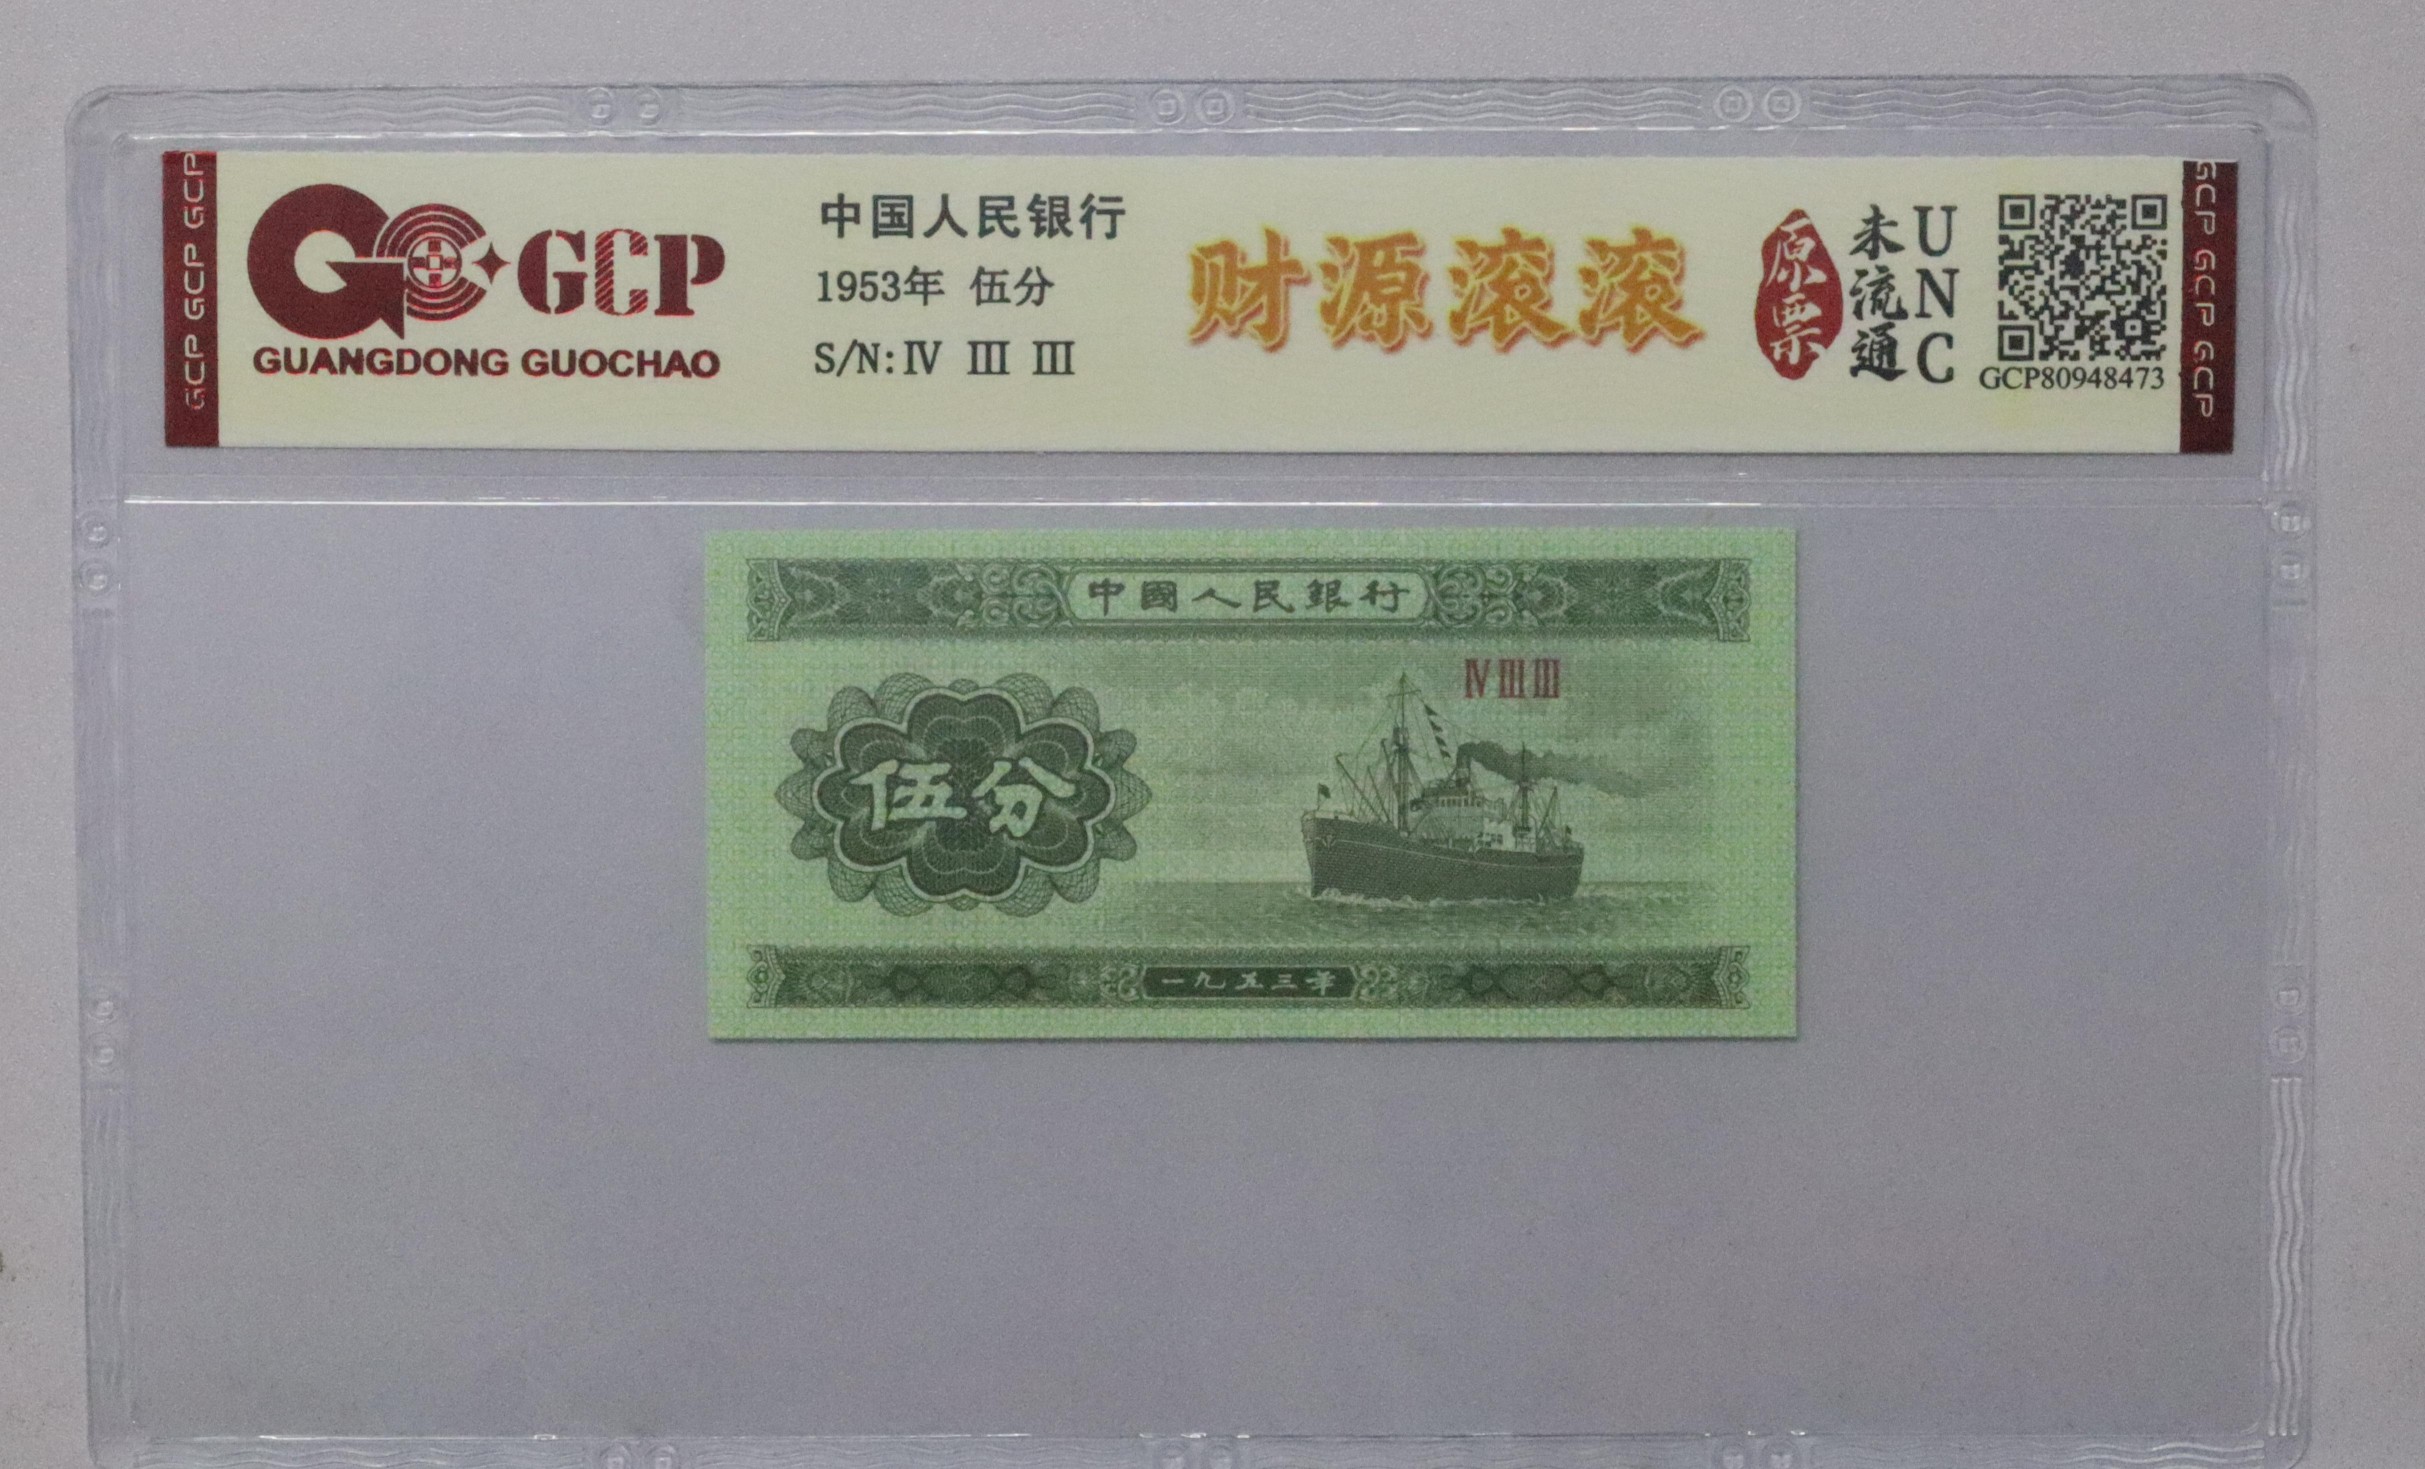 GCP GCP GCP
GCP
GUANGDONG GUOCHAO
中国人民银行
1953年 伍分
S/N: IV III III
财源滚滚
原票
未流通
UNC
GCP80948473
GCP GCP GCP
中國人民銀行
IV III III
伍分
一九五三年